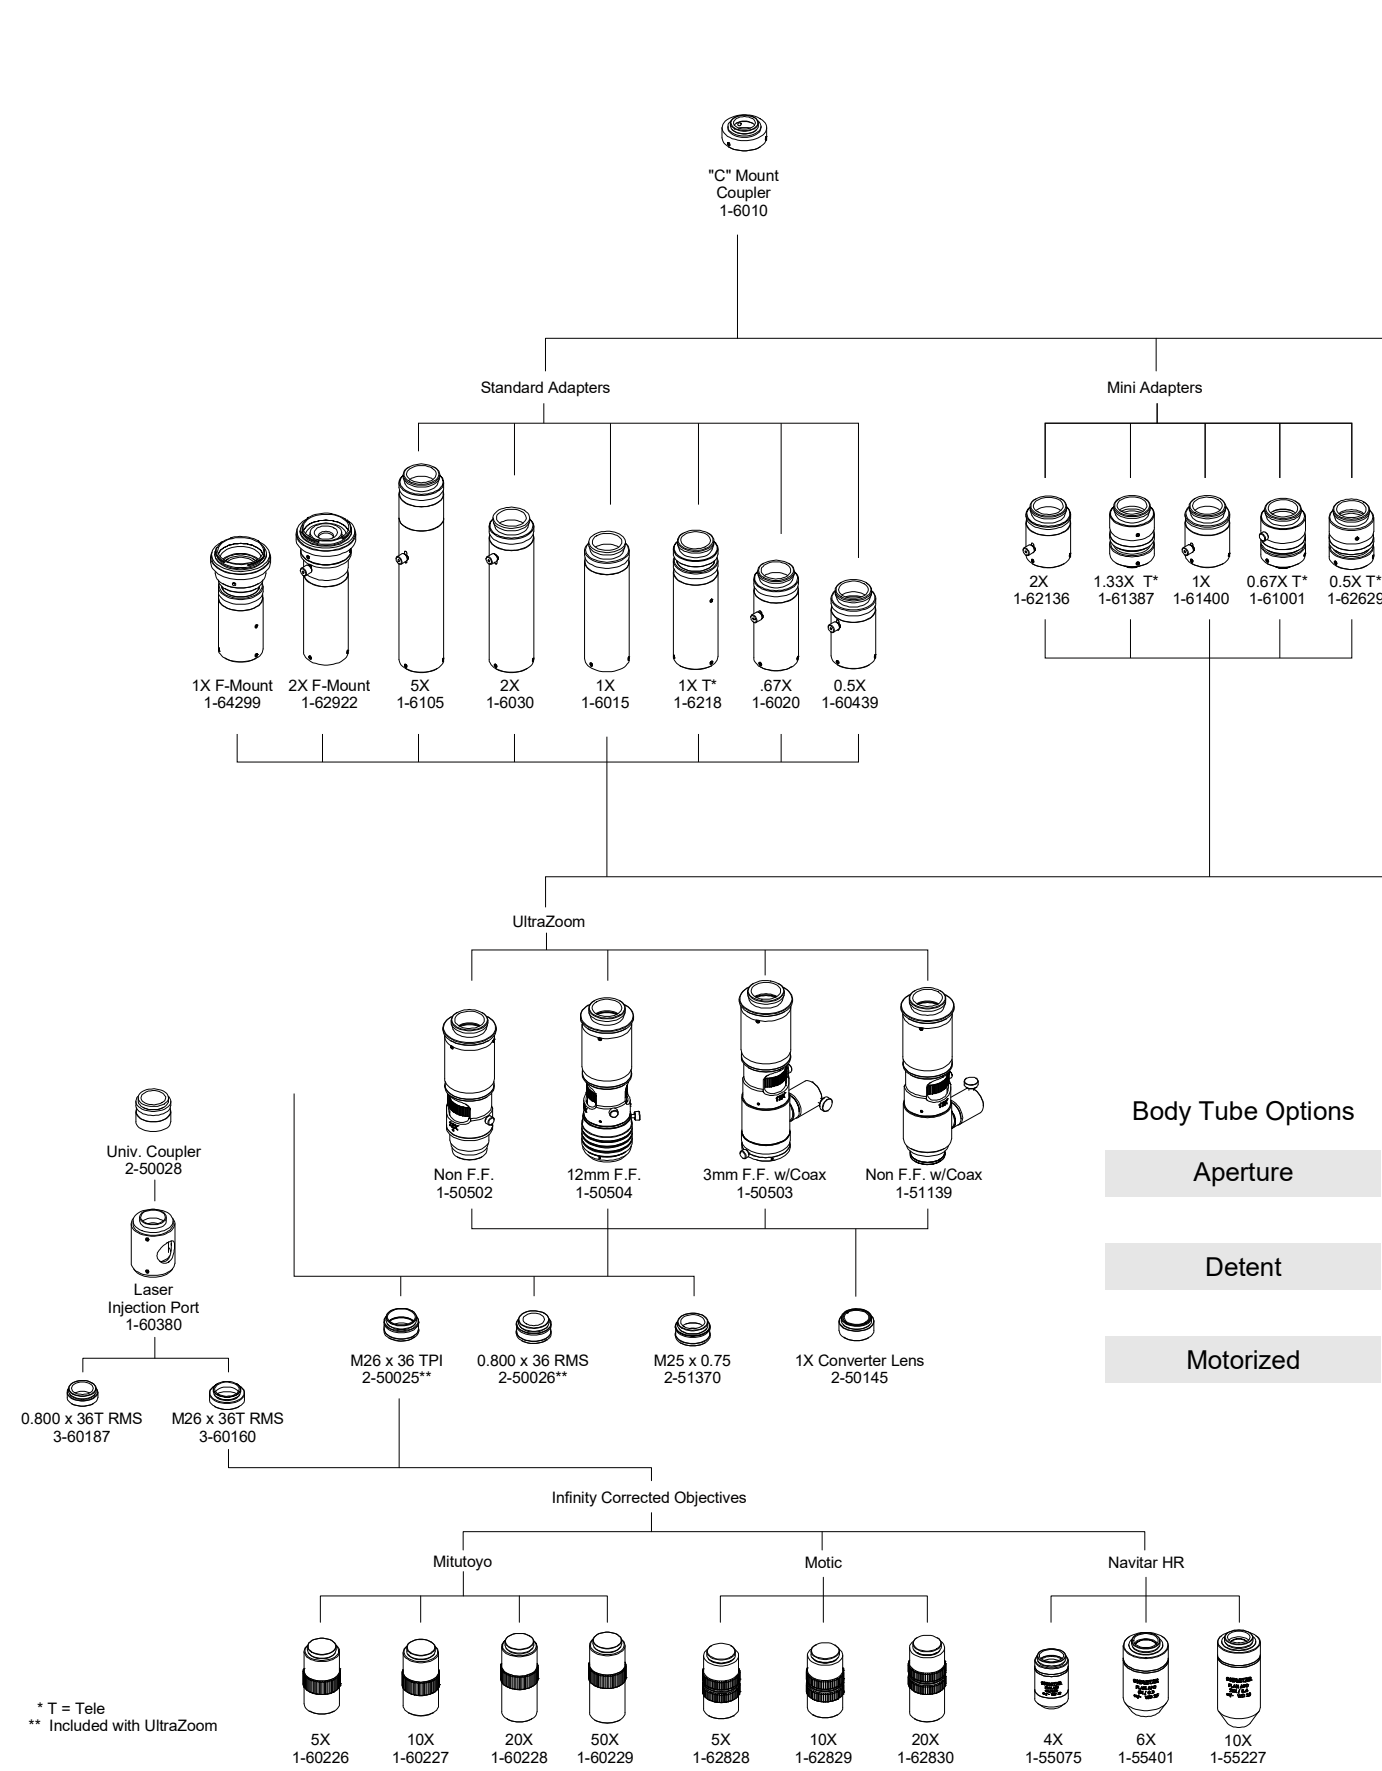 "C" Mount
Coupler
1-6010
Standard Adapters
Mini Adapters
1X F-Mount
1-64299
2X F-Mount
1-62922
5X
1-6105
2X
1-6030
1X
1-6015
1X T*
1-6218
.67X
1-6020
0.5X
1-60439
2X
1-62136
1.33X T*
1-61387
1X
1-61400
0.67X T*
1-61001
0.5X T*
1-62629
UltraZoom
Non F.F.
1-50502
12mm F.F.
1-50504
3mm F.F. w/Coax
1-50503
Non F.F. w/Coax
1-51139
Body Tube Options
Aperture
Detent
Motorized
Univ. Coupler
2-50028
Laser
Injection Port
1-60380
0.800 x 36T RMS
3-60187
M26 x 36T RMS
3-60160
M26 x 36 TPI
2-50025**
0.800 x 36 RMS
2-50026**
M25 x 0.75
2-51370
1X Converter Lens
2-50145
Infinity Corrected Objectives
Mitutoyo
Motic
Navitar HR
5X
1-60226
10X
1-60227
20X
1-60228
50X
1-60229
5X
1-62828
10X
1-62829
20X
1-62830
4X
1-55075
6X
1-55401
10X
1-55227
* T = Tele
** Included with UltraZoom